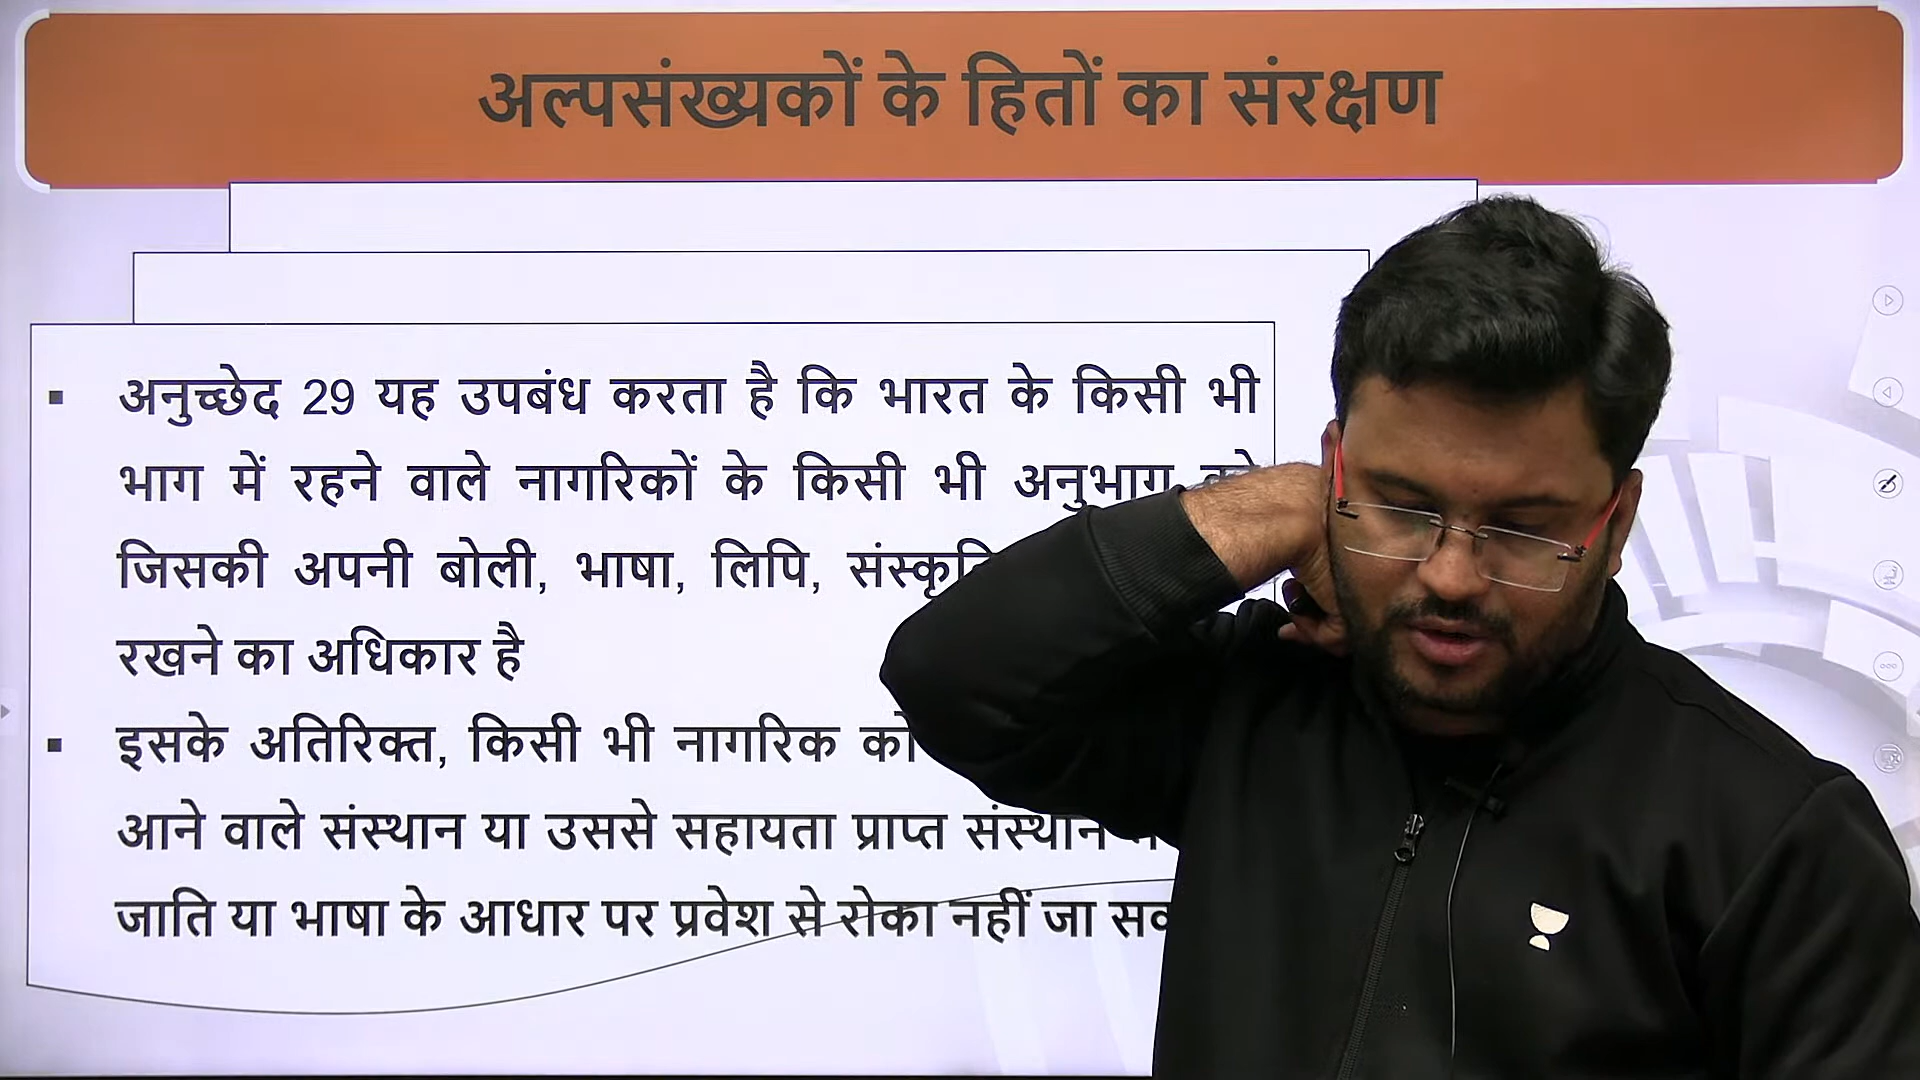 अल्पसंख्यकों के हितों का संरक्षण
▪ अनुच्छेद 29 यह उपबंध करता है कि भारत के किसी भी
भाग में रहने वाले नागरिकों के किसी भी अनुभाग
जिसकी अपनी बोली, भाषा, लिपि,
रखने का अधिकार है
▪ इसके अतिरिक्त, किसी भी नागरिक को
आने वाले संस्थान या उससे सहायता प्राप्त संस्थान
जाति या भाषा के आधार पर प्रवेश से रोका नहीं जा